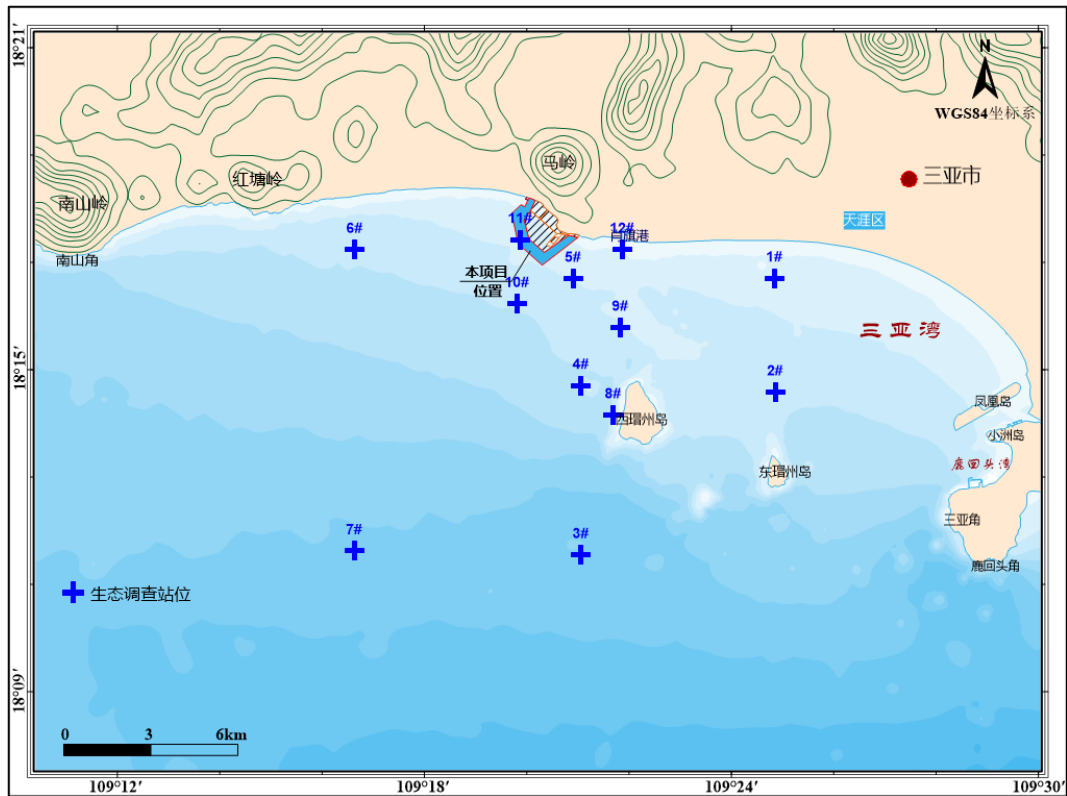 18°21′
N
WGS84坐标系
马岭
红塘岭
三亚市
南山岭
天涯区
6#
11#
12#
肖旗港
南山角
5#
1#
本项目
位置
10#
9#
三亚湾
18°15′
4#
2#
8#
凤凰岛
西瑁州岛
小洲岛
鹿回头湾
东瑁州岛
7#
3#
三亚角
鹿回头角
生态调查站位
18°09′
0
3
6km
109°12′
109°18′
109°24′
109°30′